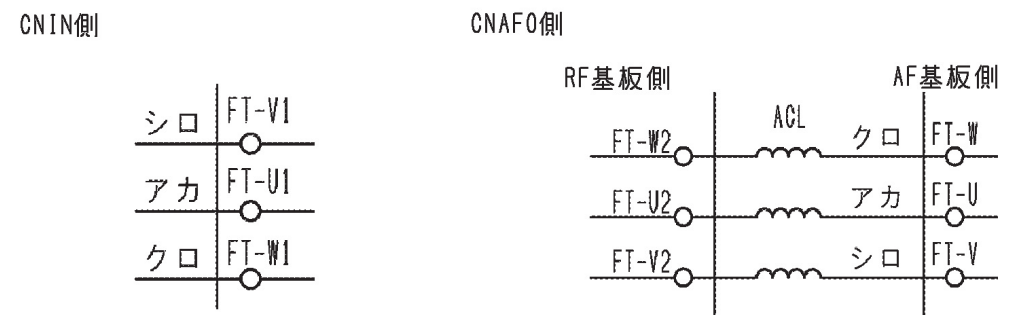 CNIN側
シロ FT-V1
アカ FT-U1
クロ FT-W1
CNAFO側
RF基板側 AF基板側
FT-W2 ACL クロ FT-W
FT-U2 アカ FT-U
FT-V2 シロ FT-V